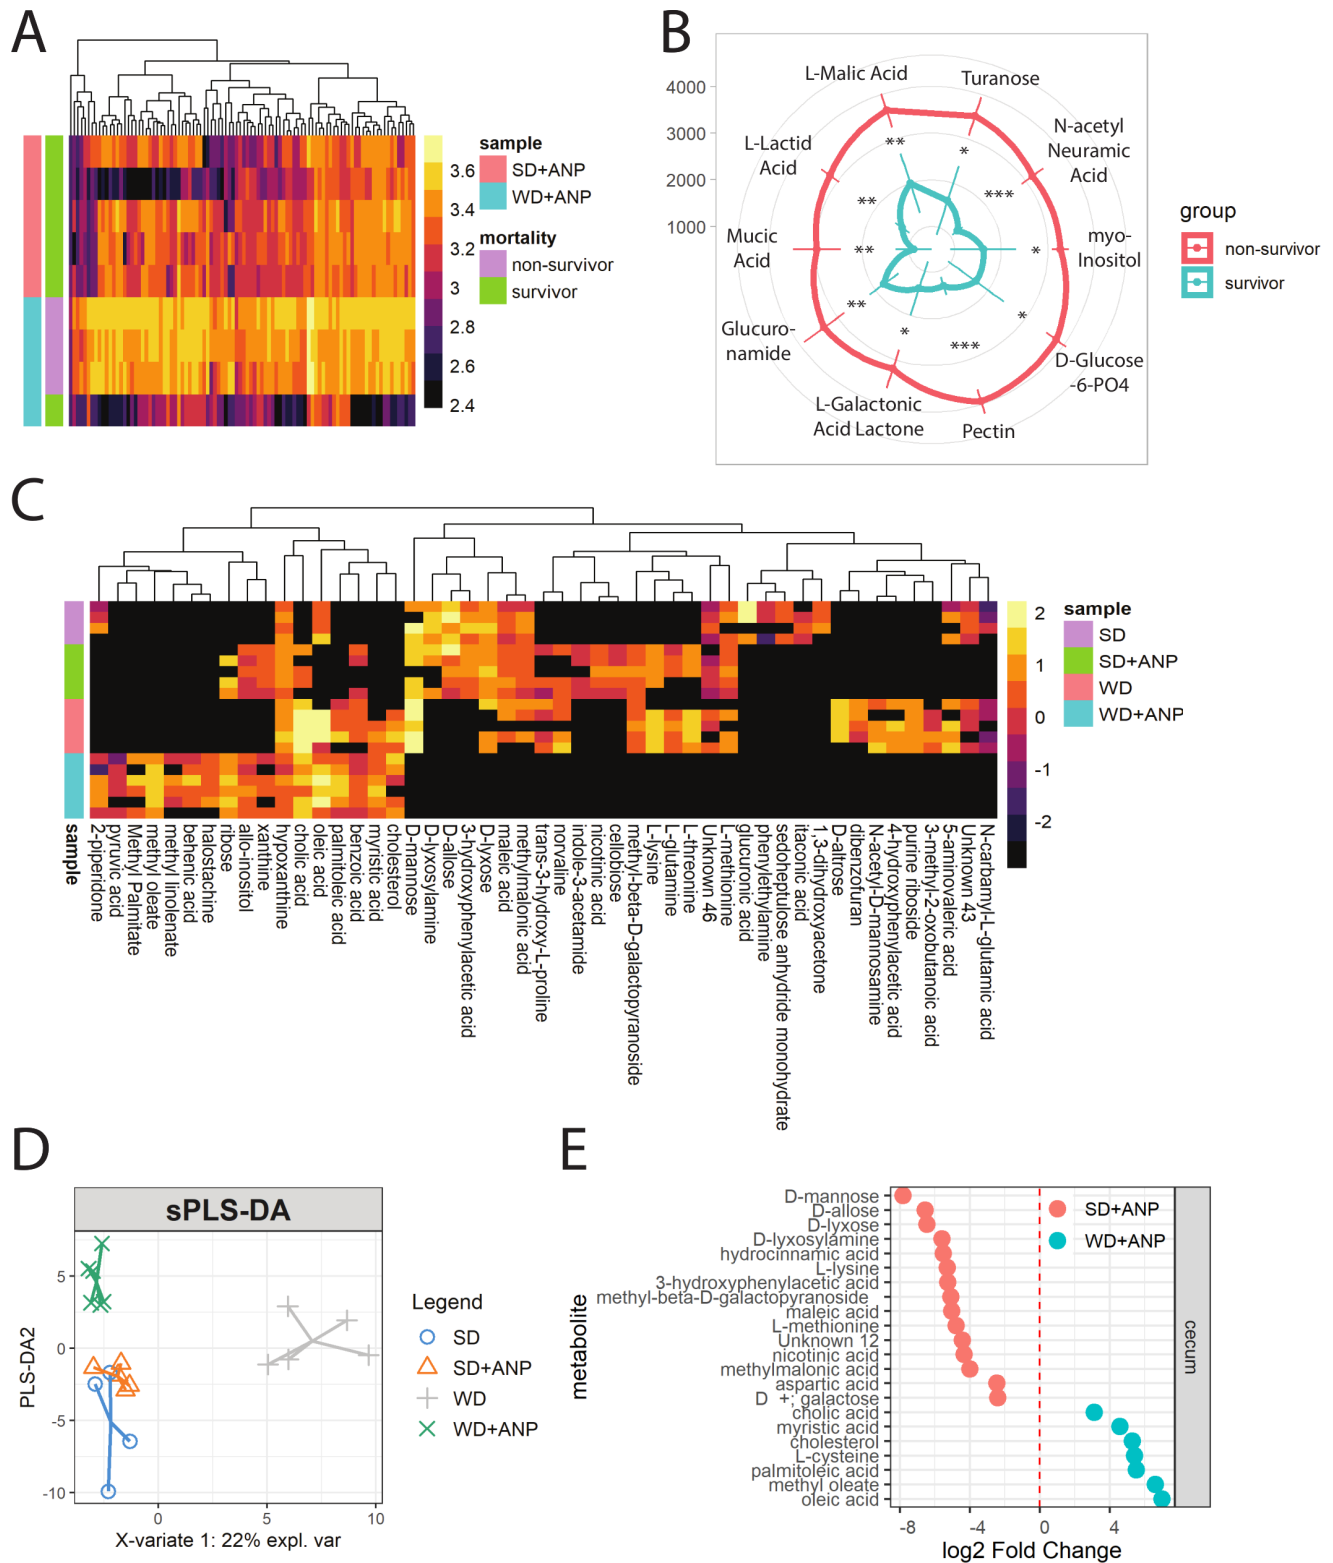 A
sample
SD+ANP
WD+ANP
mortality
non-survivor
survivor
3.6
3.4
3.2
3
2.8
2.6
2.4
B
4000
3000
2000
1000
L-Malic Acid
Turanose
N-acetyl
Neuramic
Acid
myo-
Inositol
D-Glucose
-6-PO4
Pectin
L-Galactonic
Acid Lactone
Glucuro-
namide
Mucic
Acid
L-Lactid
Acid
**
*
***
*
*
***
*
**
**
**
group
non-survivor
survivor
C
2
1
0
-1
-2
sample
SD
SD+ANP
WD
WD+ANP
sample
2-piperidone
pyruvic acid
Methyl Palmitate
methyl oleate
methyl linolenate
behenic acid
halostachine
ribose
allo-inositol
xanthine
hypoxanthine
cholic acid
oleic acid
palmitoleic acid
benzoic acid
myristic acid
cholesterol
D-mannose
D-lyxosylamine
D-allose
3-hydroxyphenylacetic acid
D-lyxose
maleic acid
methylmalonic acid
trans-3-hydroxy-L-proline
norvaline
indole-3-acetamide
nicotinic acid
cellobiose
methyl-beta-D-galactopyranoside
L-lysine
L-glutamine
L-threonine
Unknown 46
L-methionine
glucuronic acid
phenylethylamine
sedoheptulose anhydride monohydrate
itaconic acid
1,3-dihydroxyacetone
D-altrose
dibenzofuran
N-acetyl-D-mannosamine
4-hydroxyphenylacetic acid
purine riboside
3-methyl-2-oxobutanoic acid
5-aminovaleric acid
Unknown 43
N-carbamyl-L-glutamic acid
D
sPLS-DA
PLS-DA2
5
0
-5
-10
0
5
10
X-variate 1: 22% expl. var
Legend
SD
SD+ANP
WD
WD+ANP
E
metabolite
D-mannose
D-allose
D-lyxose
D-lyxosylamine
hydrocinnamic acid
L-lysine
3-hydroxyphenylacetic acid
methyl-beta-D-galactopyranoside
maleic acid
L-methionine
Unknown 12
nicotinic acid
methylmalonic acid
aspartic acid
D +; galactose
cholic acid
myristic acid
cholesterol
L-cysteine
palmitoleic acid
methyl oleate
oleic acid
SD+ANP
WD+ANP
cecum
-8
-4
0
4
log2 Fold Change